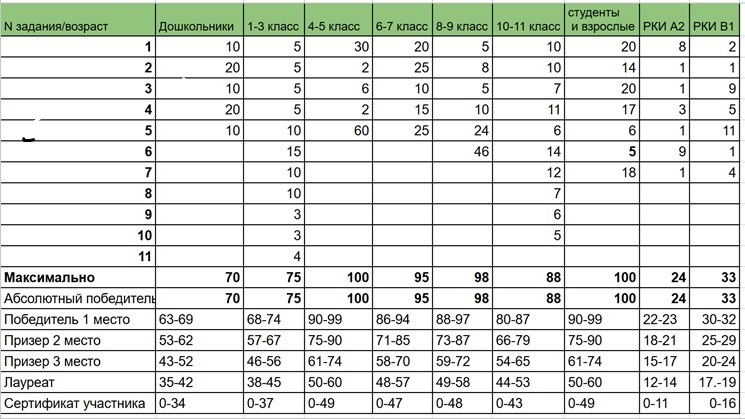 N задания/возраст Дошкольники 1-3 класс 4-5 класс 6-7 класс 8-9 класс 10-11 класс студенты и взрослые РКИ А2 РКИ В1
1 10 5 30 20 5 10 20 8 2
2 20 5 2 25 8 10 14 1 1
3 10 5 6 10 5 7 20 1 9
4 20 5 2 15 10 11 17 3 5
5 10 10 60 25 24 6 6 1 11
6 15 46 14 5 9 1
7 10 12 18 1 4
8 10 7
9 3 6
10 3 5
11 4
Максимально 70 75 100 95 98 88 100 24 33
Абсолютный победитель 70 75 100 95 98 88 100 24 33
Победитель 1 место 63-69 68-74 90-99 86-94 88-97 80-87 90-99 22-23 30-32
Призер 2 место 53-62 57-67 75-90 71-85 73-87 66-79 75-90 18-21 25-29
Призер 3 место 43-52 46-56 61-74 58-70 59-72 54-65 61-74 15-17 20-24
Лауреат 35-42 38-45 50-60 48-57 49-58 44-53 50-60 12-14 17.-19
Сертификат участника 0-34 0-37 0-49 0-47 0-48 0-43 0-49 0-11 0-16